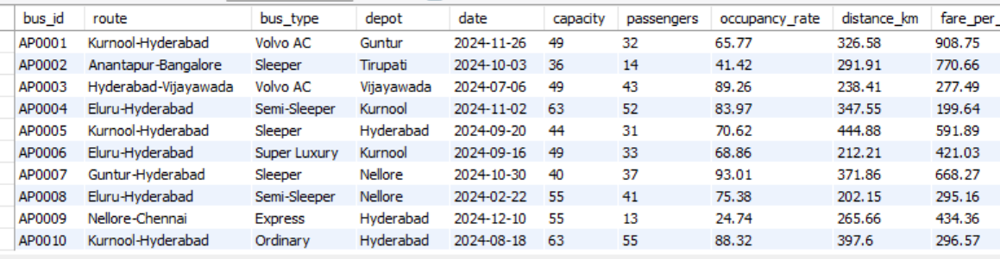 bus_id route bus_type depot date capacity passengers occupancy_rate distance_km fare_per_
AP0001 Kurnool-Hyderabad Volvo AC Guntur 2024-11-26 49 32 65.77 326.58 908.75
AP0002 Anantapur-Bangalore Sleeper Tirupati 2024-10-03 36 14 41.42 291.91 770.66
AP0003 Hyderabad-Vijayawada Volvo AC Vijayawada 2024-07-06 49 43 89.26 238.41 277.49
AP0004 Eluru-Hyderabad Semi-Sleeper Kurnool 2024-11-02 63 52 83.97 347.55 199.64
AP0005 Kurnool-Hyderabad Sleeper Hyderabad 2024-09-20 44 31 70.62 444.88 591.89
AP0006 Eluru-Hyderabad Super Luxury Kurnool 2024-09-16 49 33 68.86 212.21 421.03
AP0007 Guntur-Hyderabad Sleeper Nellore 2024-10-30 40 37 93.01 371.86 668.27
AP0008 Eluru-Hyderabad Semi-Sleeper Nellore 2024-02-22 55 41 75.38 202.15 295.16
AP0009 Nellore-Chennai Express Hyderabad 2024-12-10 55 13 24.74 265.66 434.36
AP0010 Kurnool-Hyderabad Ordinary Hyderabad 2024-08-18 63 55 88.32 397.6 296.57